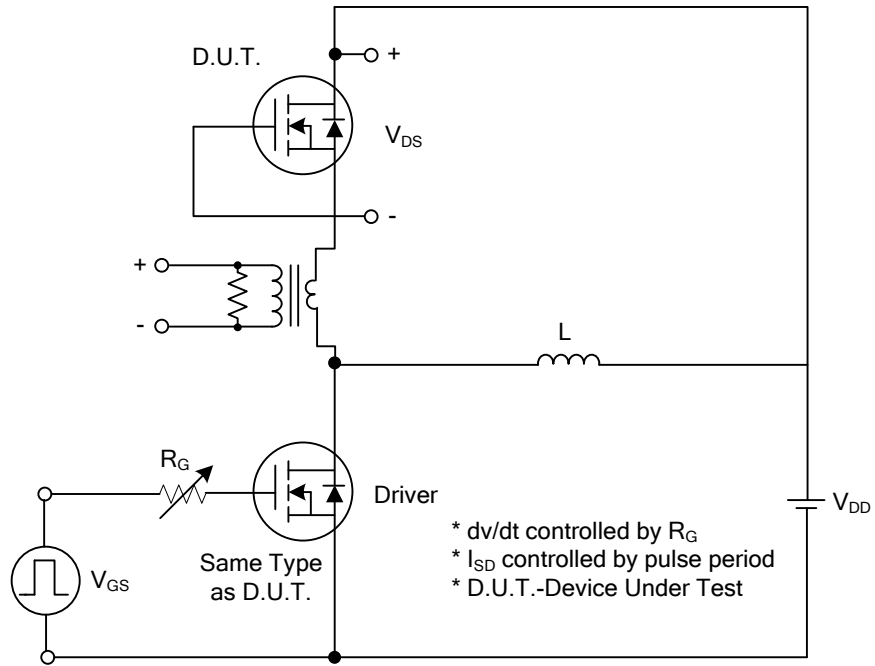 D.U.T.
+
V_DS
-
+
-
L
R_G
Driver
V_DD
V_GS
Same Type
as D.U.T.
* dv/dt controlled by R_G
* I_SD controlled by pulse period
* D.U.T.-Device Under Test